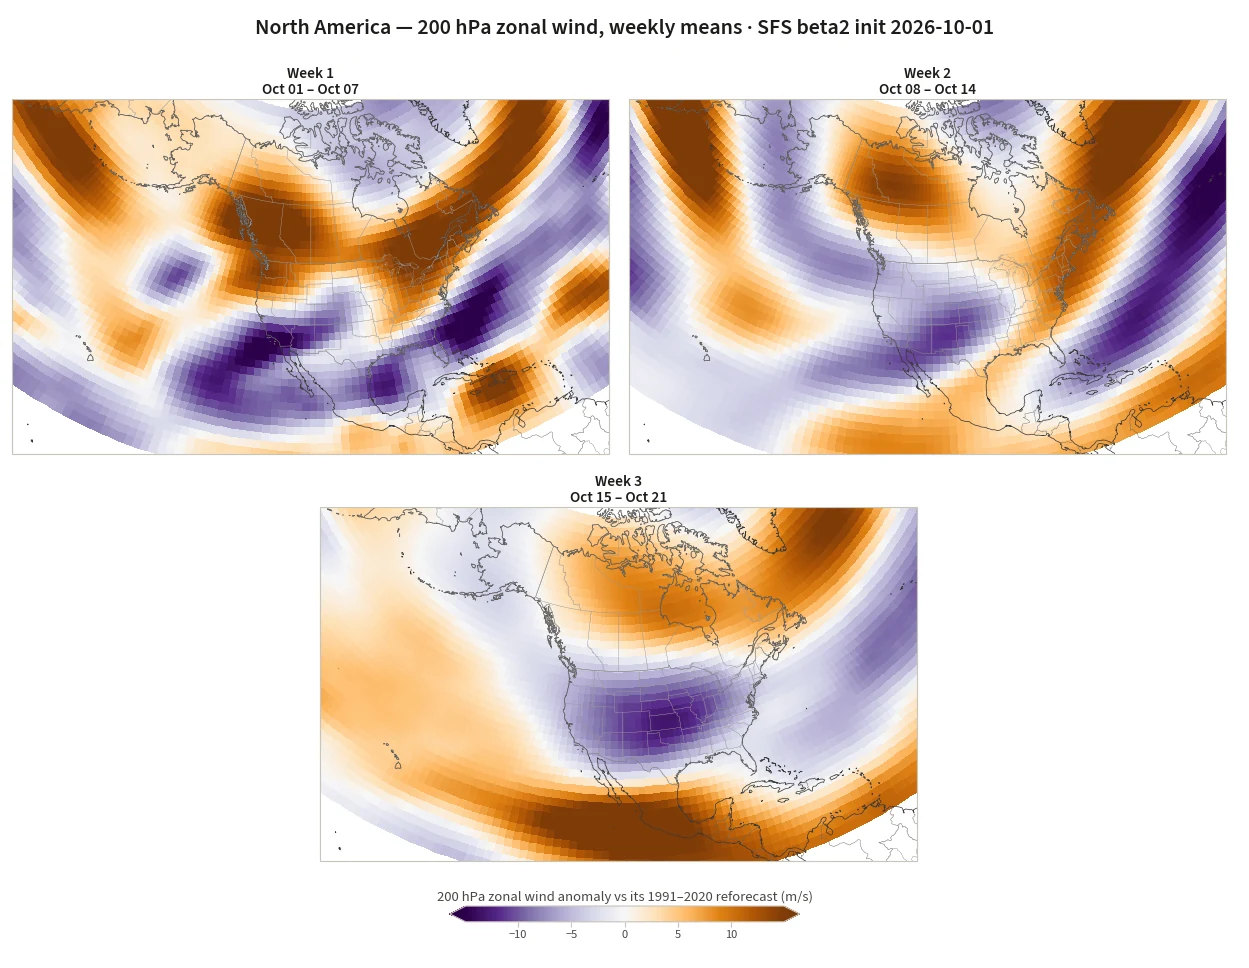 North America — 200 hPa zonal wind, weekly means · SFS beta2 init 2026-10-01
Week 1
Oct 01 – Oct 07
Week 2
Oct 08 – Oct 14
Week 3
Oct 15 – Oct 21
200 hPa zonal wind anomaly vs its 1991–2020 reforecast (m/s)
−10 −5 0 5 10